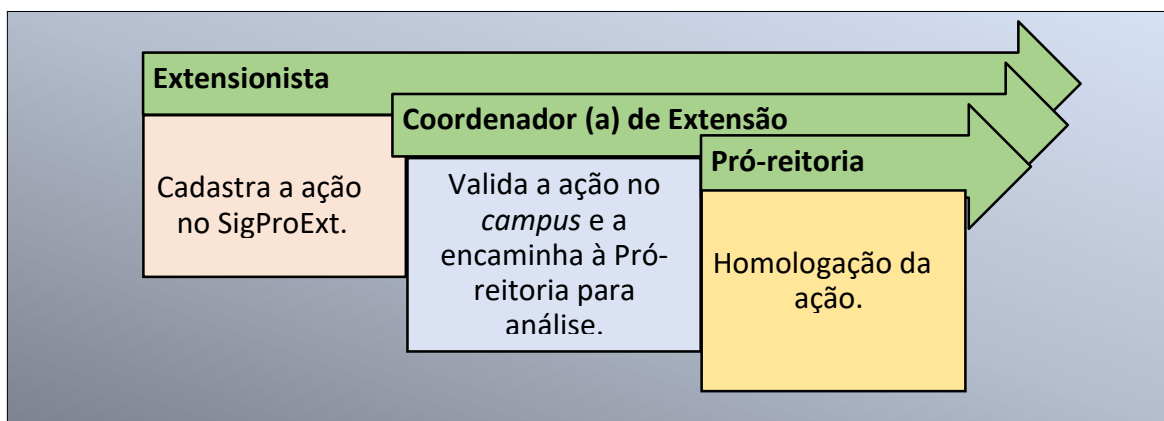 Extensionista
Cadastra a ação
no SigProExt.
Coordenador (a) de Extensão
Valida a ação no
campus e a
encaminha à Pró-
reitoria para
análise.
Pró-reitoria
Homologação da
ação.